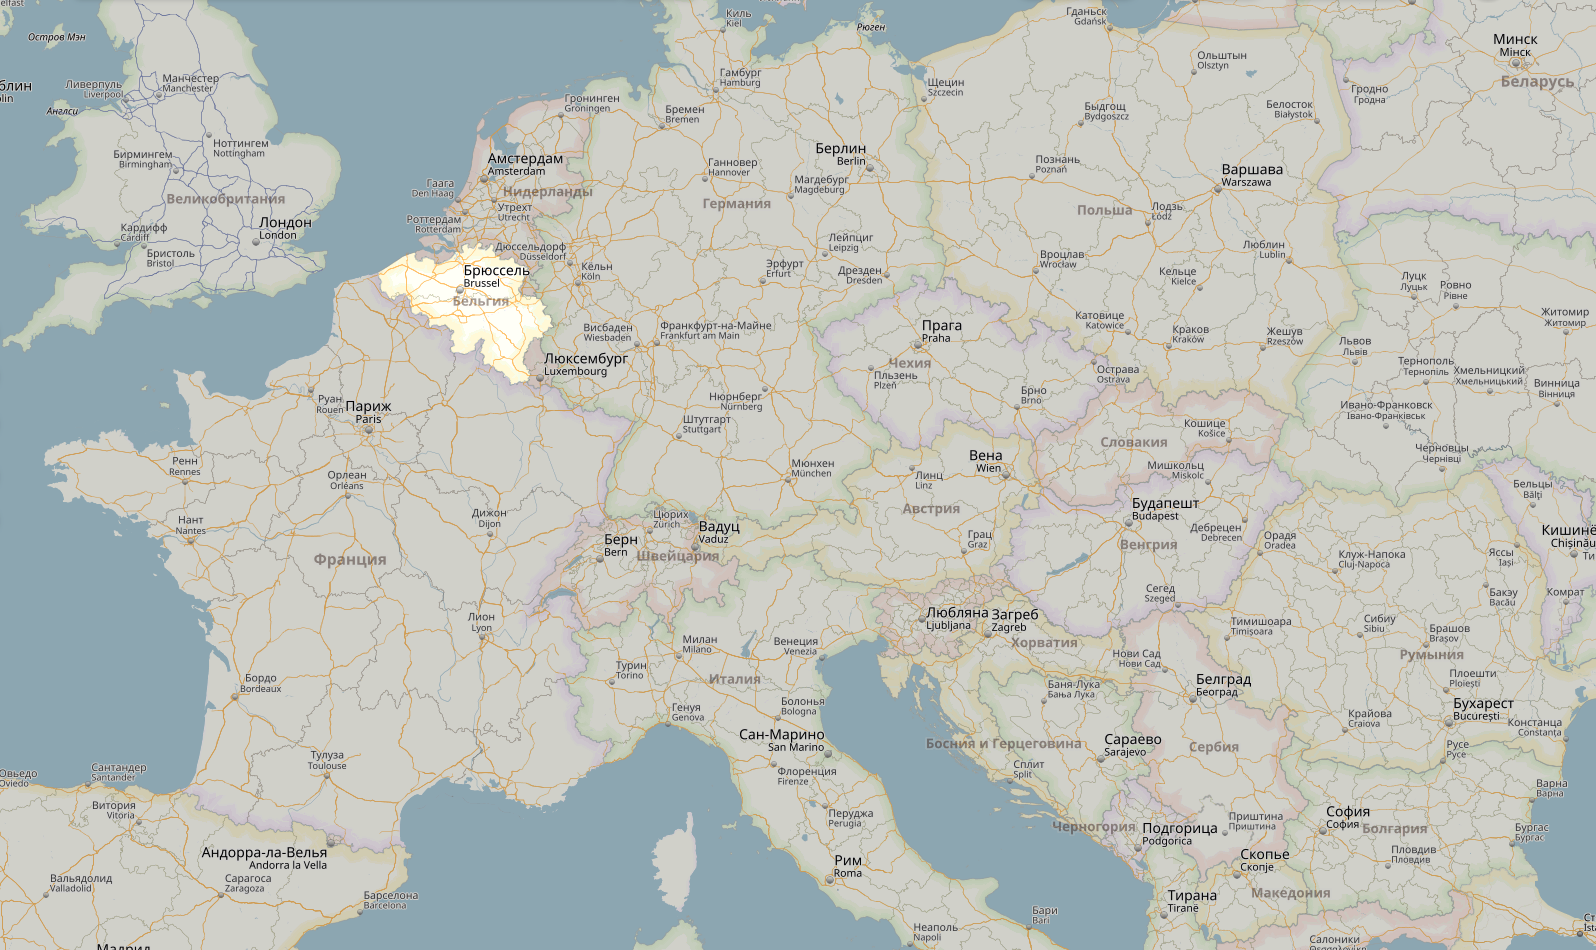 Киль
Kiel
Рюген
Гданьск
Gdańsk
Минск
Мінск
Беларусь
Остров Мэн
Ольштын
Olsztyn
Гамбург
Hamburg
Щецин
Szczecin
Манчестер
Manchester
Ливерпуль
Liverpool
Гродно
Гродна
Гронинген
Groningen
Бремен
Bremen
Быдгощ
Bydgoszcz
Белосток
Białystok
Ноттингем
Nottingham
Бирмингем
Birmingham
Берлин
Berlin
Амстердам
Amsterdam
Ганновер
Hannover
Познань
Poznań
Варшава
Warszawa
Магдебург
Magdeburg
Гаага
Den Haag
Нидерланды
Великобритания
Германия
Польша
Утрехт
Utrecht
Роттердам
Rotterdam
Лодзь
Łódź
Кардифф
Cardiff
Лондон
London
Бристоль
Bristol
Дюссельдорф
Düsseldorf
Лейпциг
Leipzig
Люблин
Lublin
Вроцлав
Wrocław
Брюссель
Brussel
Бельгия
Кёльн
Köln
Эрфурт
Erfurt
Дрезден
Dresden
Кельце
Kielce
Луцк
Луцьк
Ровно
Рівне
Житомир
Житомир
Висбаден
Wiesbaden
Франкфурт-на-Майне
Frankfurt am Main
Прага
Praha
Катовице
Katowice
Краков
Kraków
Жешув
Rzeszów
Львов
Львів
Люксембург
Luxembourg
Чехия
Пльзень
Plzeň
Острава
Ostrava
Тернополь
Тернопіль
Хмельницкий
Хмельницький
Винница
Вінниця
Руан
Rouen
Париж
Paris
Нюрнберг
Nürnberg
Брно
Brno
Ивано-Франковск
Івано-Франківськ
Штутгарт
Stuttgart
Кошице
Košice
Словакия
Черновцы
Чернівці
Ренн
Rennes
Орлеан
Orléans
Мюнхен
München
Линц
Linz
Вена
Wien
Мишкольц
Miskolc
Бельцы
Bălți
Нант
Nantes
Дижон
Dijon
Цюрих
Zürich
Вадуц
Vaduz
Австрия
Будапешт
Budapest
Дебрецен
Debrecen
Берн
Bern
Швейцария
Грац
Graz
Венгрия
Орадя
Oradea
Клуж-Напока
Cluj-Napoca
Яссы
Iași
Кишинё
Chișinău
Ти
Франция
Сегед
Szeged
Бакэу
Bacău
Комрат
Лион
Lyon
Любляна
Ljubljana
Загреб
Zagreb
Тимишоара
Timișoara
Сибиу
Sibiu
Брашов
Brașov
Милан
Milano
Венеция
Venezia
Хорватия
Нови Сад
Нови Сад
Румыния
Турин
Torino
Италия
Бордо
Bordeaux
Баня-Лука
Бања Лука
Белград
Београд
Плоешти
Ploiești
Генуя
Genova
Болонья
Bologna
Крайова
Craiova
Бухарест
București
Констанца
Constanța
Сан-Марино
San Marino
Босния и Герцеговина
Сараево
Sarajevo
Сербия
Русе
Русе
Тулуза
Toulouse
Флоренция
Firenze
Сплит
Split
Овьедо
Oviedo
Сантандер
Santander
Варна
Варна
Витория
Vitoria
Перуджа
Perugia
Черногория
Подгорица
Podgorica
Приштина
Приштина
София
София
Болгария
Бургас
Бургас
Андорра-ла-Велья
Andorra la Vella
Рим
Roma
Скопье
Скопје
Пловдив
Пловдив
Вальядолид
Valladolid
Сарагоса
Zaragoza
Барселона
Barcelona
Тирана
Tiranë
Македония
Бари
Bari
Неаполь
Napoli
Салоники
Мадрид